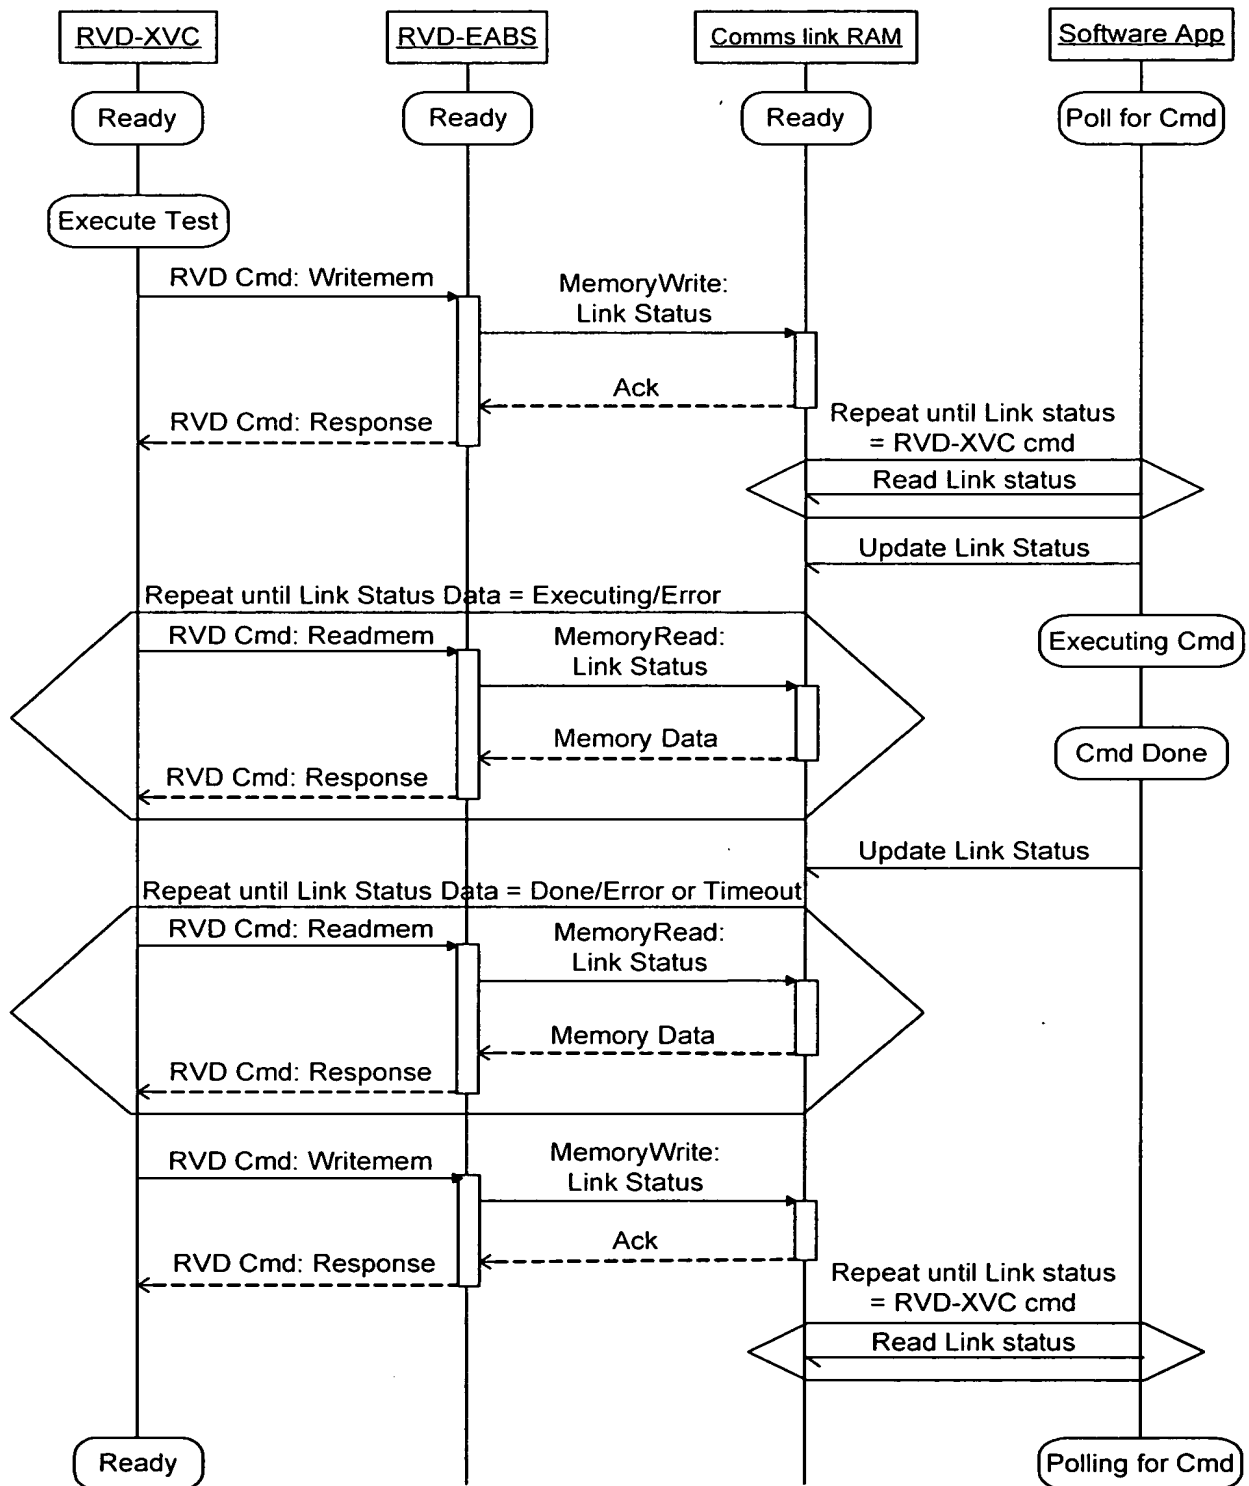 RVD-XVC
RVD-EABS
Comms link RAM
Software App
Ready
Ready
Ready
Poll for Cmd
Execute Test
RVD Cmd: Writemem
MemoryWrite:
Link Status
Ack
RVD Cmd: Response
Repeat until Link status
= RVD-XVC cmd
Read Link status
Update Link Status
Repeat until Link Status Data = Executing/Error
RVD Cmd: Readmem
MemoryRead:
Link Status
Executing Cmd
Memory Data
Cmd Done
RVD Cmd: Response
Update Link Status
Repeat until Link Status Data = Done/Error or Timeout
RVD Cmd: Readmem
MemoryRead:
Link Status
Memory Data
RVD Cmd: Response
RVD Cmd: Writemem
MemoryWrite:
Link Status
Ack
RVD Cmd: Response
Repeat until Link status
= RVD-XVC cmd
Read Link status
Ready
Polling for Cmd